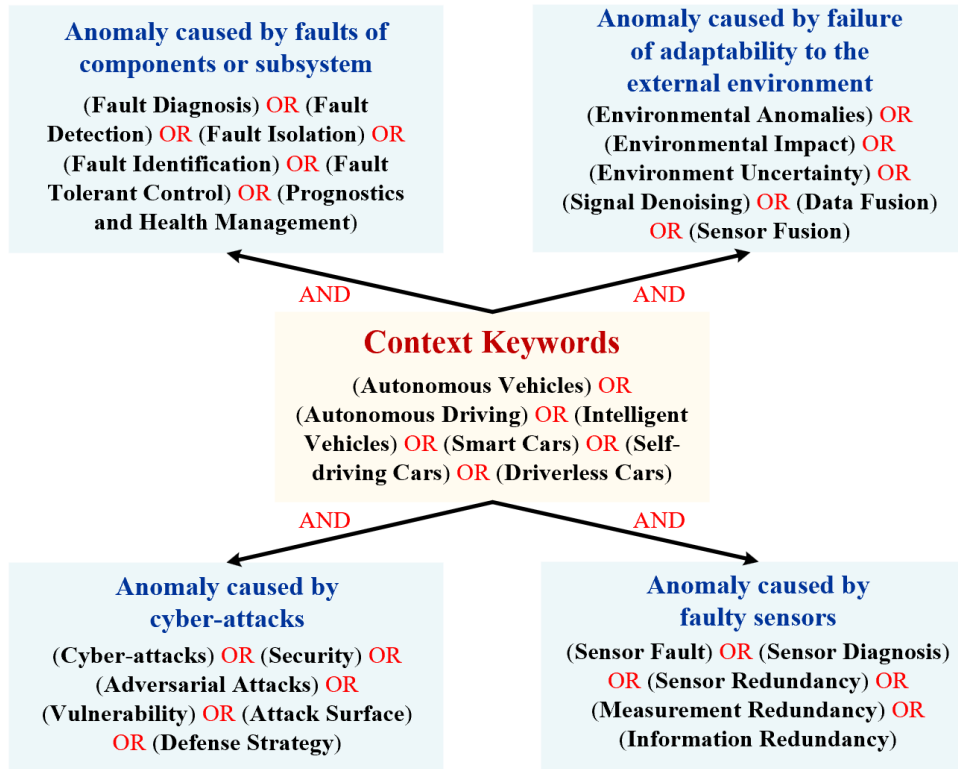 Anomaly caused by faults of
components or subsystem
(Fault Diagnosis) OR (Fault
Detection) OR (Fault Isolation) OR
(Fault Identification) OR (Fault
Tolerant Control) OR (Prognostics
and Health Management)
Anomaly caused by failure
of adaptability to the
external environment
(Environmental Anomalies) OR
(Environmental Impact) OR
(Environment Uncertainty) OR
(Signal Denoising) OR (Data Fusion)
OR (Sensor Fusion)
AND
AND
Context Keywords
(Autonomous Vehicles) OR
(Autonomous Driving) OR (Intelligent
Vehicles) OR (Smart Cars) OR (Self-
driving Cars) OR (Driverless Cars)
AND
AND
Anomaly caused by
cyber-attacks
(Cyber-attacks) OR (Security) OR
(Adversarial Attacks) OR
(Vulnerability) OR (Attack Surface)
OR (Defense Strategy)
Anomaly caused by
faulty sensors
(Sensor Fault) OR (Sensor Diagnosis)
OR (Sensor Redundancy) OR
(Measurement Redundancy) OR
(Information Redundancy)